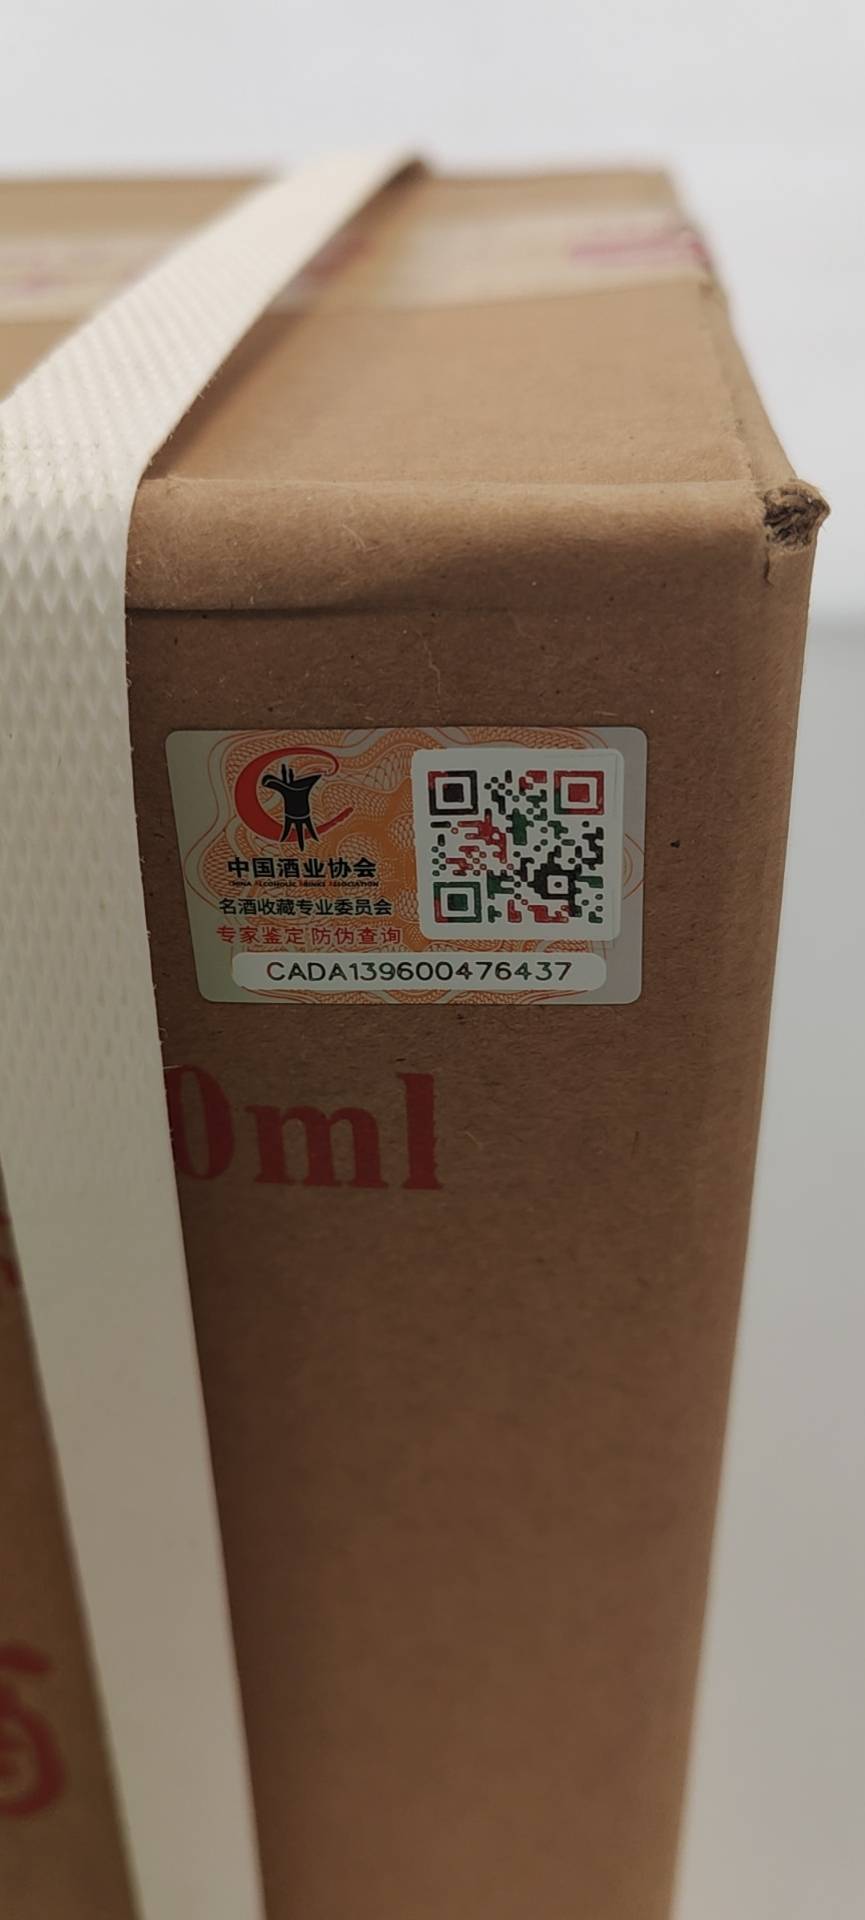 中国酒业协会
CHINA ALCOHOLIC DRINKS ASSOCIATION
名酒收藏专业委员会
专家鉴定 防伪查询
CADA139600476437
0ml